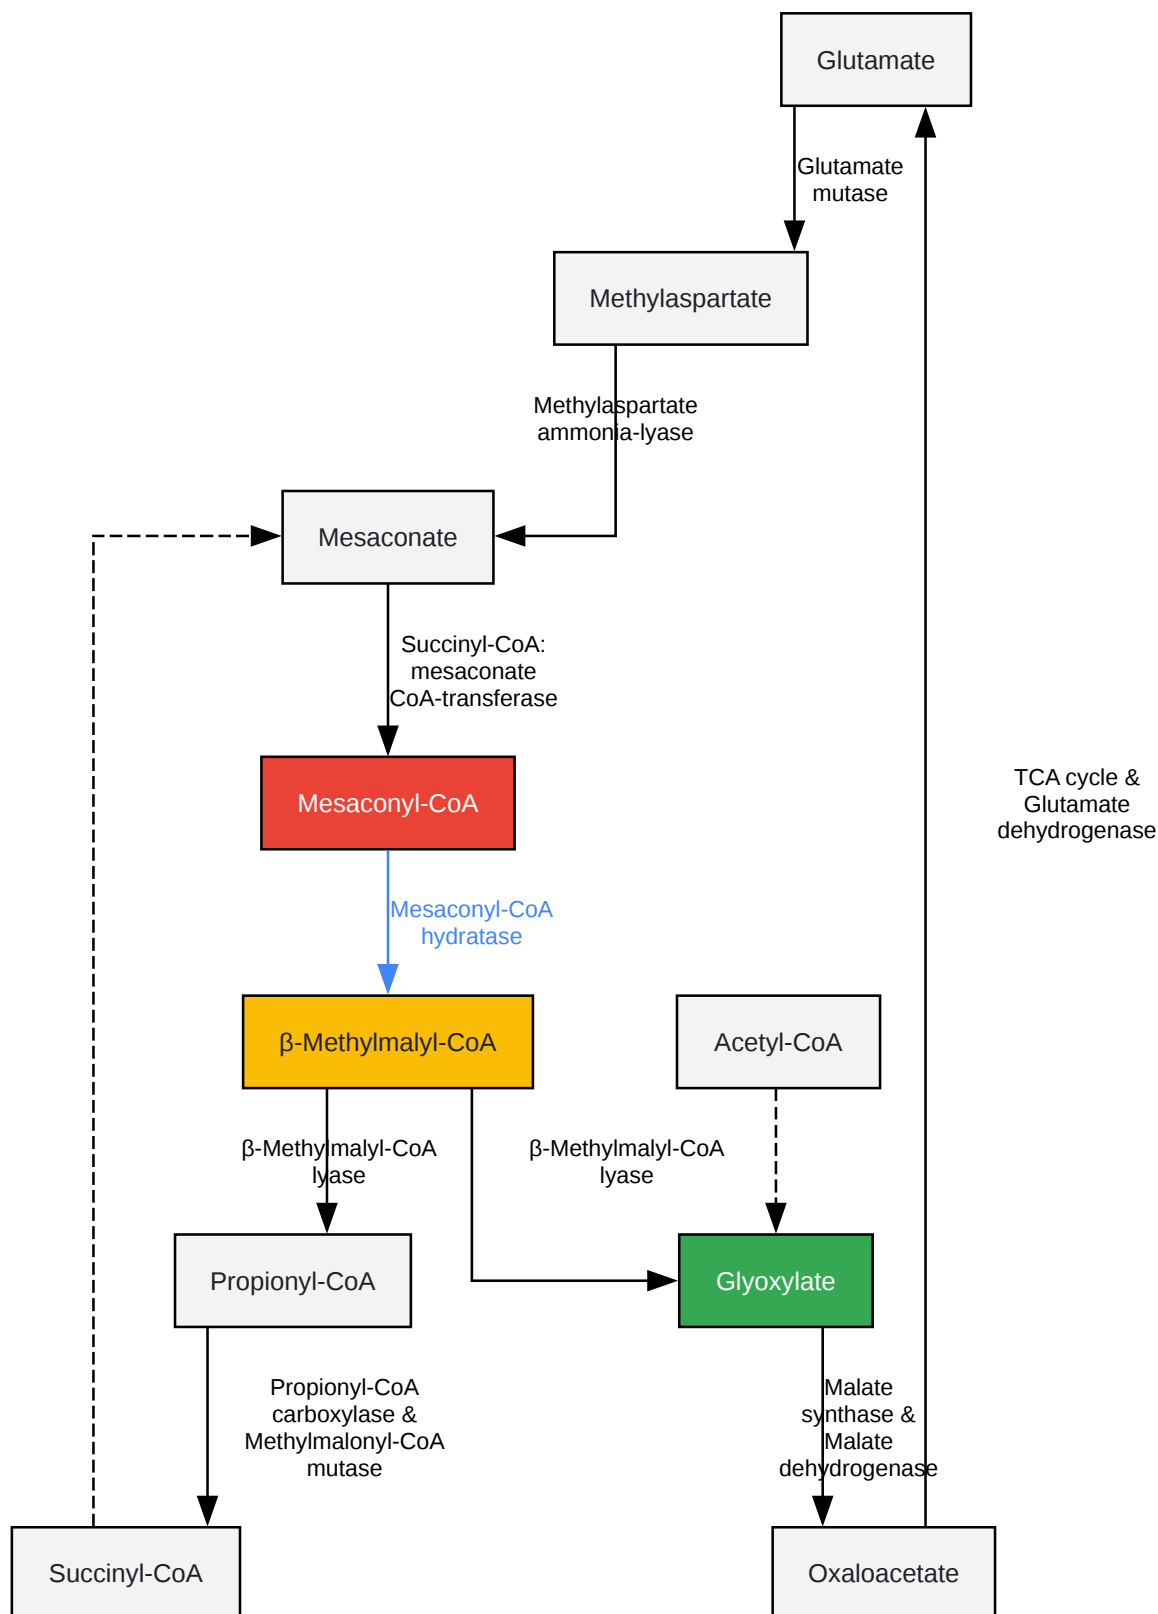 Glutamate
Glutamate
mutase
Methylaspartate
Methylaspartate
ammonia-lyase
Mesaconate
Succinyl-CoA:
mesaconate
CoA-transferase
TCA cycle &
Glutamate
dehydrogenase
Mesaconyl-CoA
Mesaconyl-CoA
hydratase
β-Methylmalyl-CoA
Acetyl-CoA
β-Methylmalyl-CoA
lyase
β-Methylmalyl-CoA
lyase
Propionyl-CoA
Glyoxylate
Propionyl-CoA
carboxylase &
Methylmalonyl-CoA
mutase
Malate
synthase &
Malate
dehydrogenase
Succinyl-CoA
Oxaloacetate